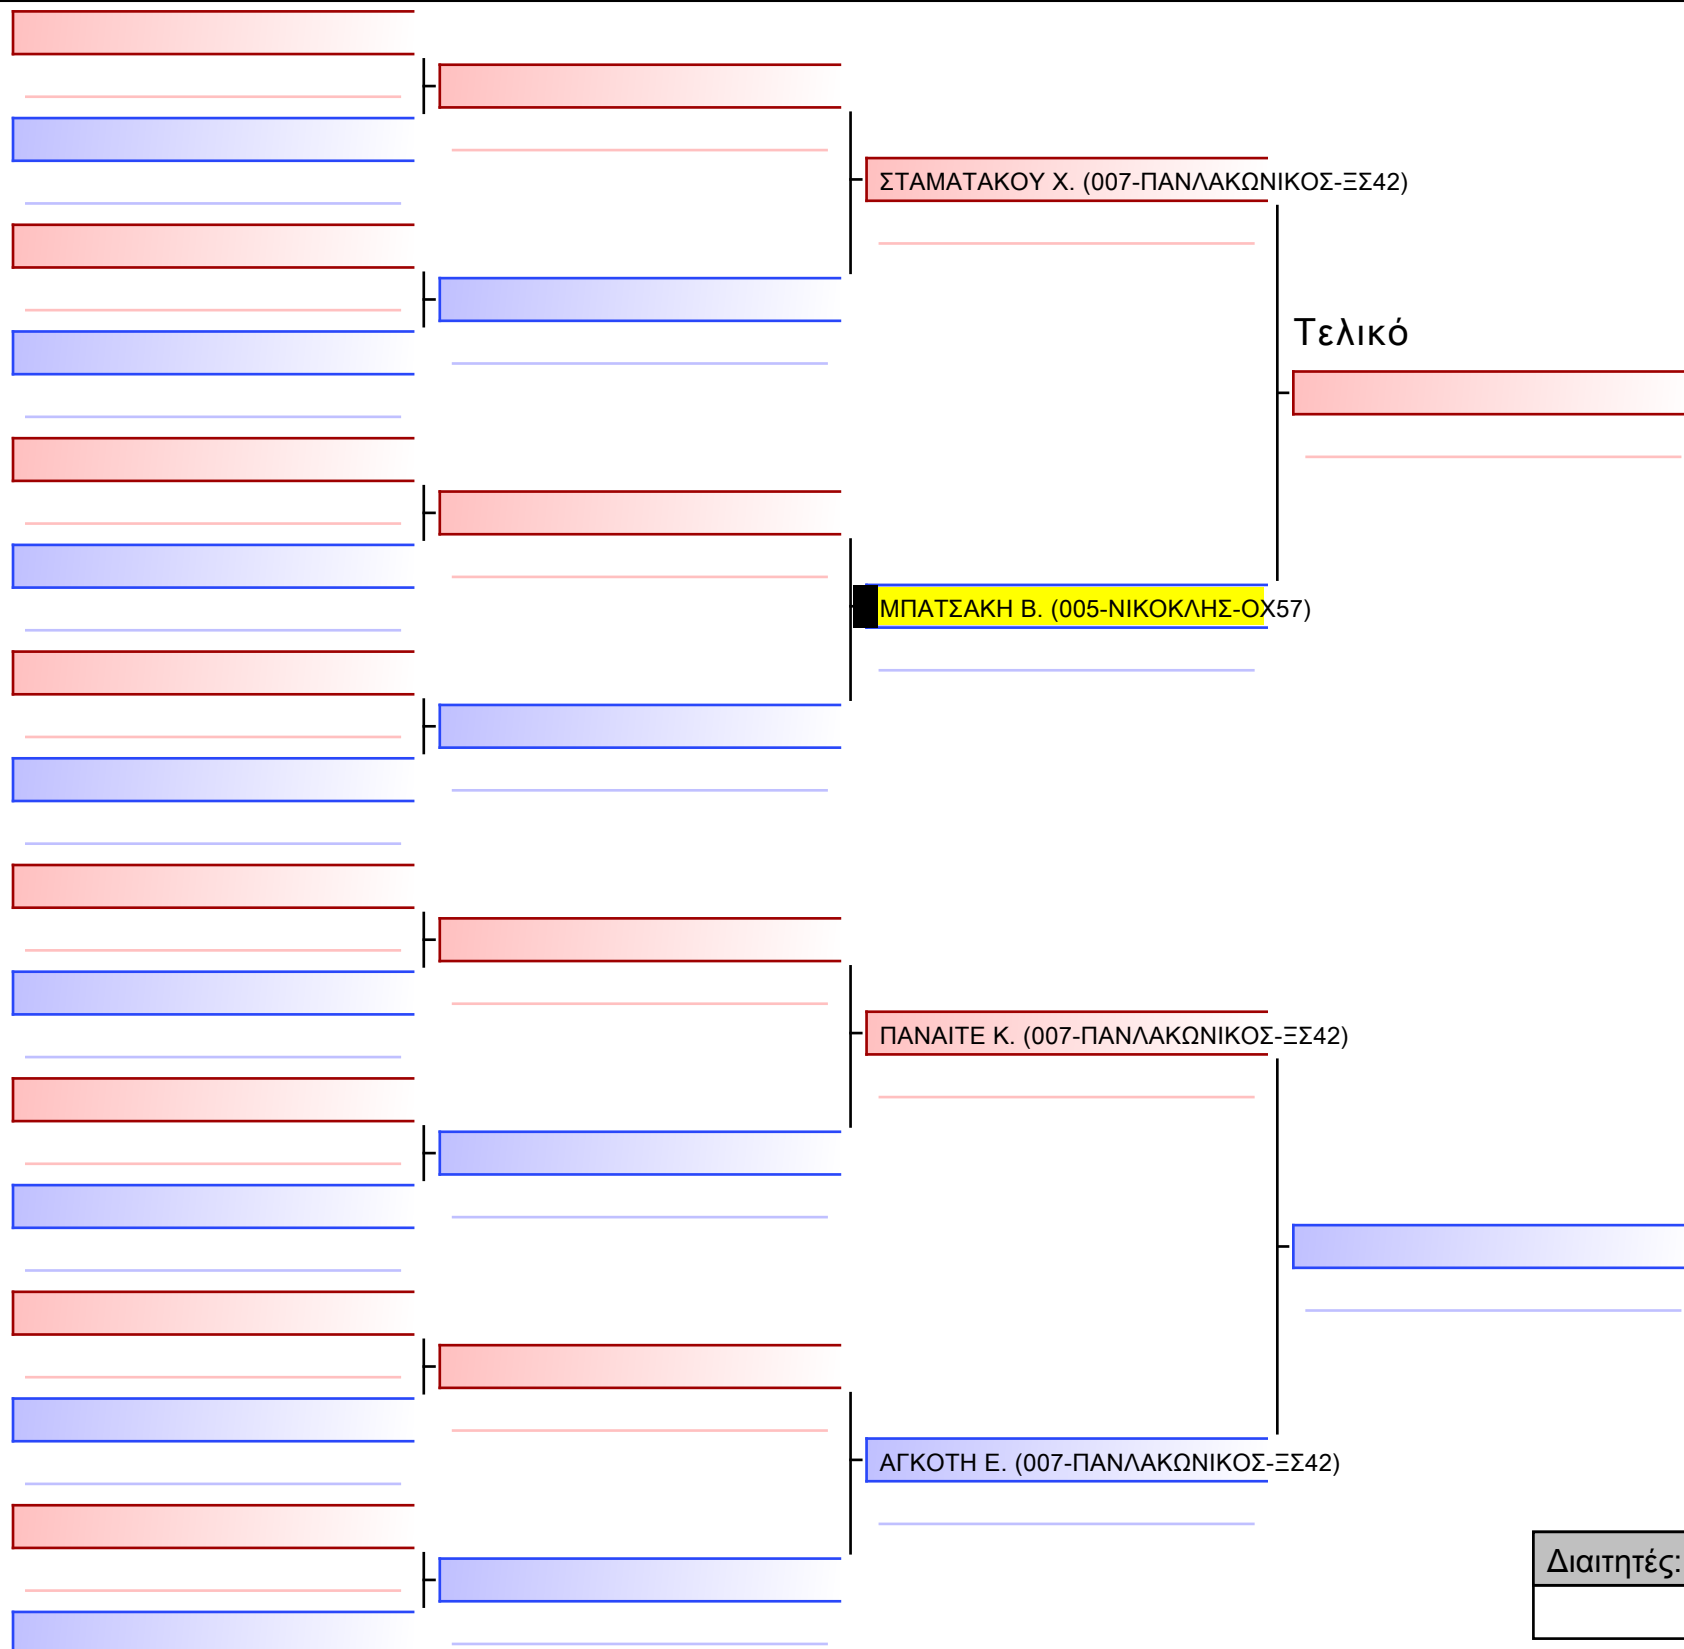 ΣΤΑΜΑΤΑΚΟΥ Χ. (007-ΠΑΝΛΑΚΩΝΙΚΟΣ-ΞΣ42)
Τελικό
ΜΠΑΤΣΑΚΗ Β. (005-ΝΙΚΟΚΛΗΣ-ΟΧ57)
ΠΑΝΑΙΤΕ Κ. (007-ΠΑΝΛΑΚΩΝΙΚΟΣ-ΞΣ42)
ΑΓΚΟΤΗ Ε. (007-ΠΑΝΛΑΚΩΝΙΚΟΣ-ΞΣ42)
Διαιτητές: